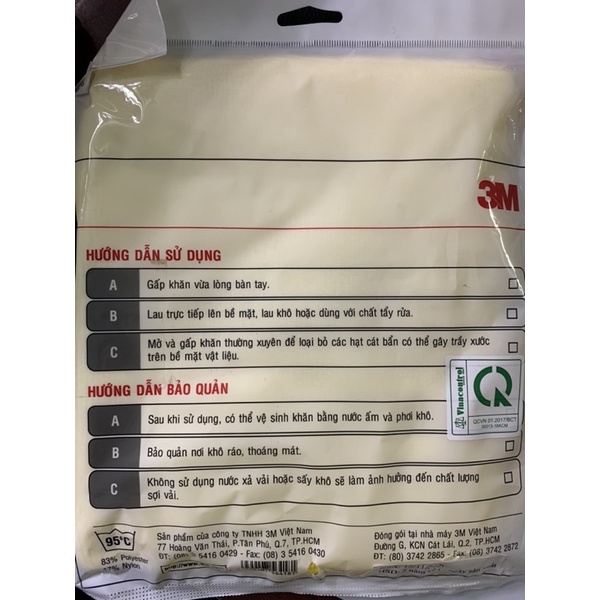 3M
HƯỚNG DẪN SỬ DỤNG
A Gấp khăn vừa lòng bàn tay.
B Lau trực tiếp lên bề mặt, lau khô hoặc dùng với chất tẩy rửa.
C Mở và gấp khăn thường xuyên để loại bỏ các hạt cát bẩn có thể gây trầy xước
trên bề mặt vật liệu.
HƯỚNG DẪN BẢO QUẢN
Vinacontrol
QCVN 01:2017/BCT
A Sau khi sử dụng, có thể vệ sinh khăn bằng nước ấm và phơi khô.
B Bảo quản nơi khô ráo, thoáng mát.
C Không sử dụng nước xả vải hoặc sấy khô sẽ làm ảnh hưởng đến chất lượng
sợi vải.
95°C
83% Polyester
Nylon
Sản phẩm của công ty TNHH 3M Việt Nam
77 Hoàng Văn Thái, P.Tân Phú, Q.7, TP.HCM
5416 0429 - Fax: (08) 3 5416 0430
Đóng gói tại nhà máy 3M Việt Nam
Đường G, KCN Cát Lái, Q.2, TP.HCM
ĐT: (80) 3742 2865 - Fax: 3742 2872